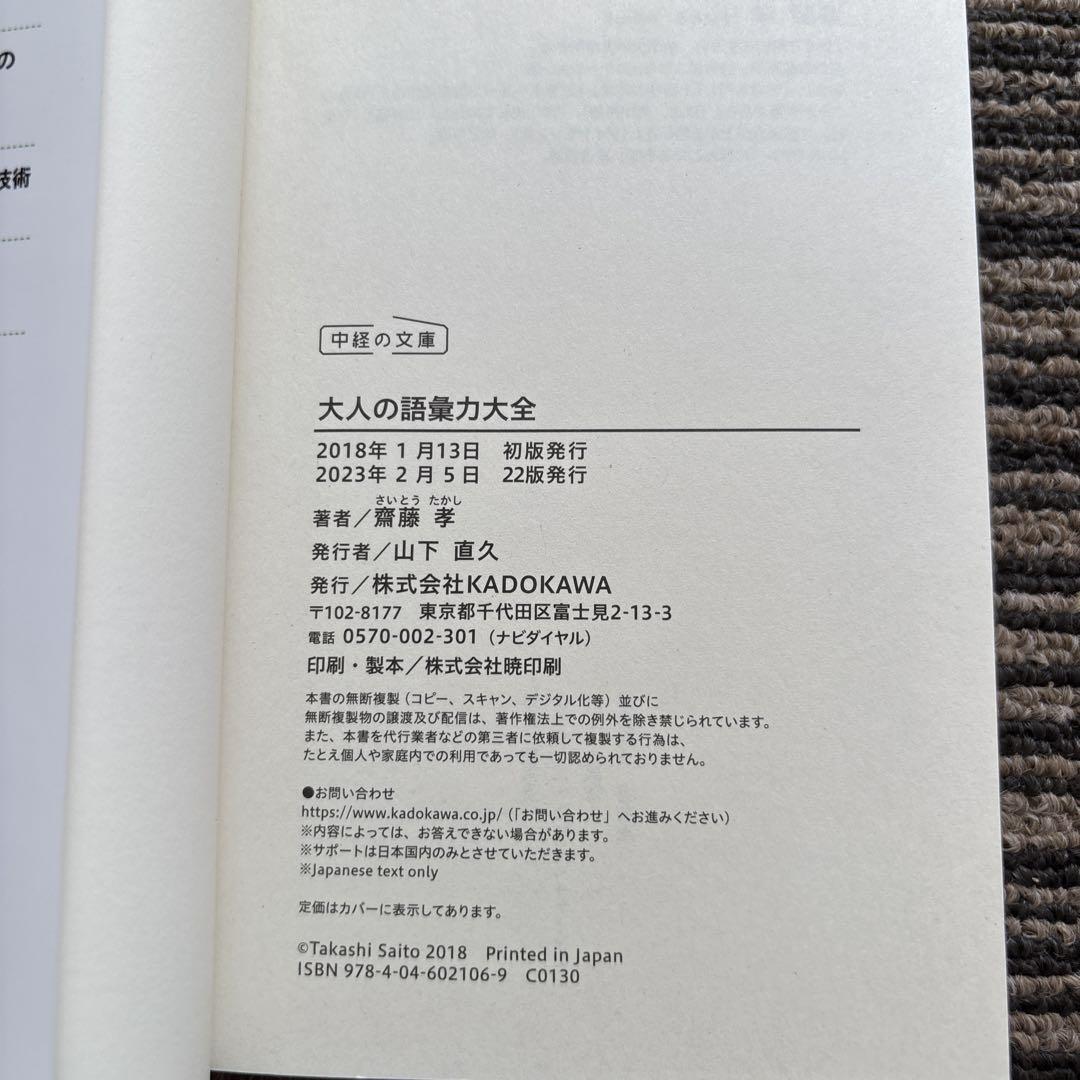 の
技術
中経の文庫
大人の語彙力大全
2018年 1 月13日 初版発行
2023年 2 月 5 日 22版発行
さいとう たかし
著者／齋藤 孝
発行者／山下 直久
発行／株式会社KADOKAWA
〒102-8177 東京都千代田区富士見2-13-3
電話 0570-002-301（ナビダイヤル）
印刷・製本／株式会社暁印刷
本書の無断複製（コピー、スキャン、デジタル化等）並びに
無断複製物の譲渡及び配信は、著作権法上での例外を除き禁じられています。
また、本書を代行業者などの第三者に依頼して複製する行為は、
たとえ個人や家庭内での利用であっても一切認められておりません。
●お問い合わせ
https://www.kadokawa.co.jp/（「お問い合わせ」へお進みください）
※内容によっては、お答えできない場合があります。
※サポートは日本国内のみとさせていただきます。
※Japanese text only
定価はカバーに表示してあります。
©Takashi Saito 2018 Printed in Japan
ISBN 978-4-04-602106-9 C0130